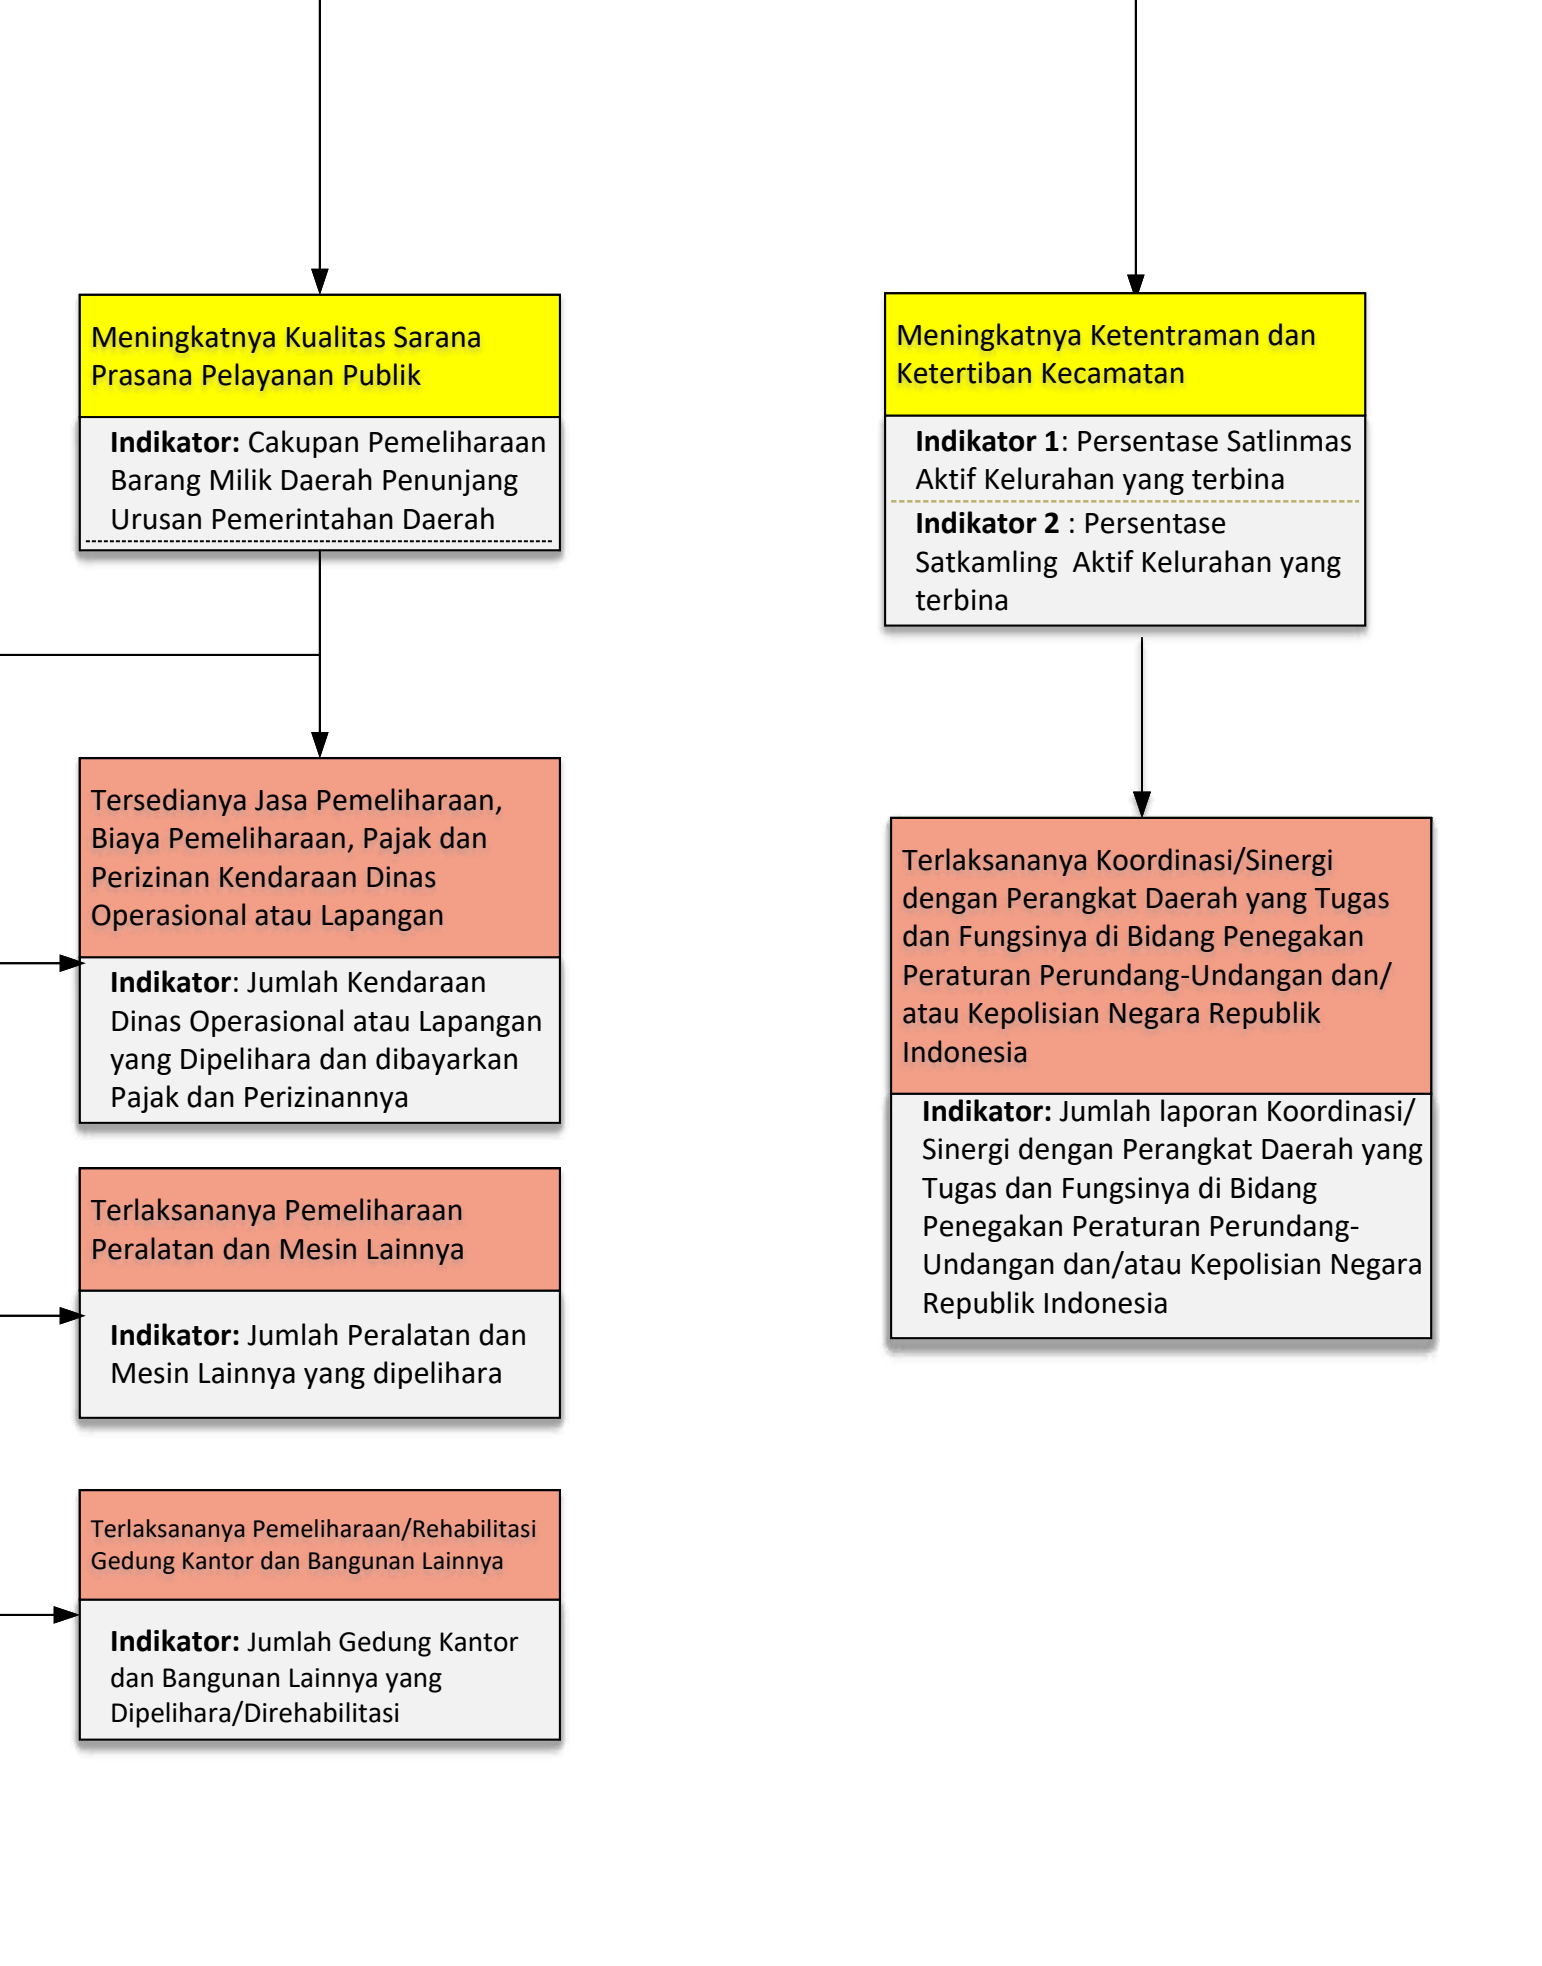 Meningkatnya Kualitas Sarana
Prasana Pelayanan Publik
Indikator: Cakupan Pemeliharaan
Barang Milik Daerah Penunjang
Urusan Pemerintahan Daerah
Tersedianya Jasa Pemeliharaan,
Biaya Pemeliharaan, Pajak dan
Perizinan Kendaraan Dinas
Operasional atau Lapangan
Indikator: Jumlah Kendaraan
Dinas Operasional atau Lapangan
yang Dipelihara dan dibayarkan
Pajak dan Perizinannya
Terlaksananya Pemeliharaan
Peralatan dan Mesin Lainnya
Indikator: Jumlah Peralatan dan
Mesin Lainnya yang dipelihara
Terlaksananya Pemeliharaan/Rehabilitasi
Gedung Kantor dan Bangunan Lainnya
Indikator: Jumlah Gedung Kantor
dan Bangunan Lainnya yang
Dipelihara/Direhabilitasi
Meningkatnya Ketentraman dan
Ketertiban Kecamatan
Indikator 1: Persentase Satlinmas
Aktif Kelurahan yang terbina
Indikator 2 : Persentase
Satkamling  Aktif Kelurahan yang
terbina
Terlaksananya Koordinasi/Sinergi
dengan Perangkat Daerah yang Tugas
dan Fungsinya di Bidang Penegakan
Peraturan Perundang-Undangan dan/
atau Kepolisian Negara Republik
Indonesia
Indikator: Jumlah laporan Koordinasi/
Sinergi dengan Perangkat Daerah yang
Tugas dan Fungsinya di Bidang
Penegakan Peraturan Perundang-
Undangan dan/atau Kepolisian Negara
Republik Indonesia